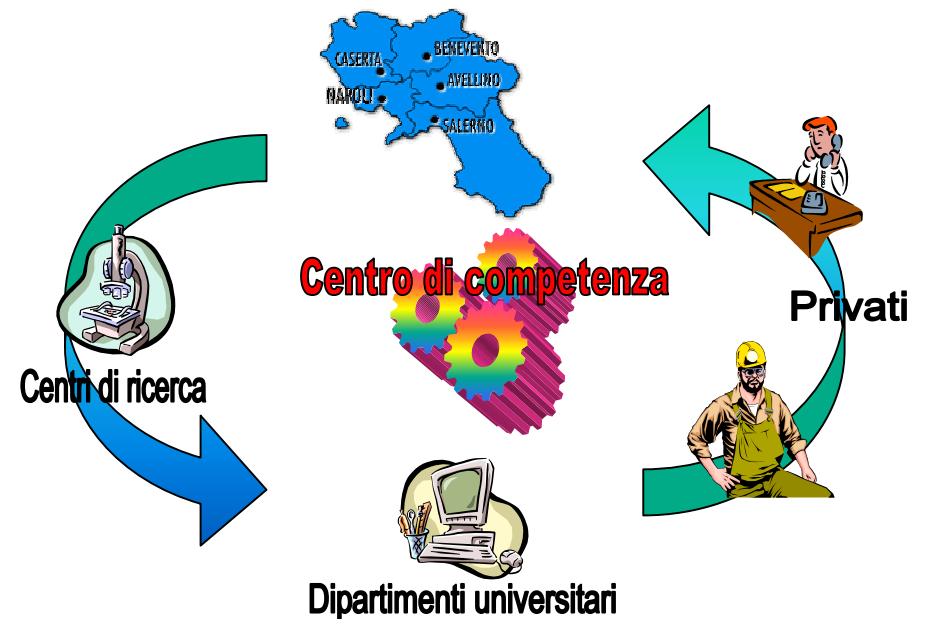 BENEVENTO
CASERTA
AVELLINO
NAPOLI
SALERNO
Centro di competenza
Privati
Centri di ricerca
Dipartimenti universitari